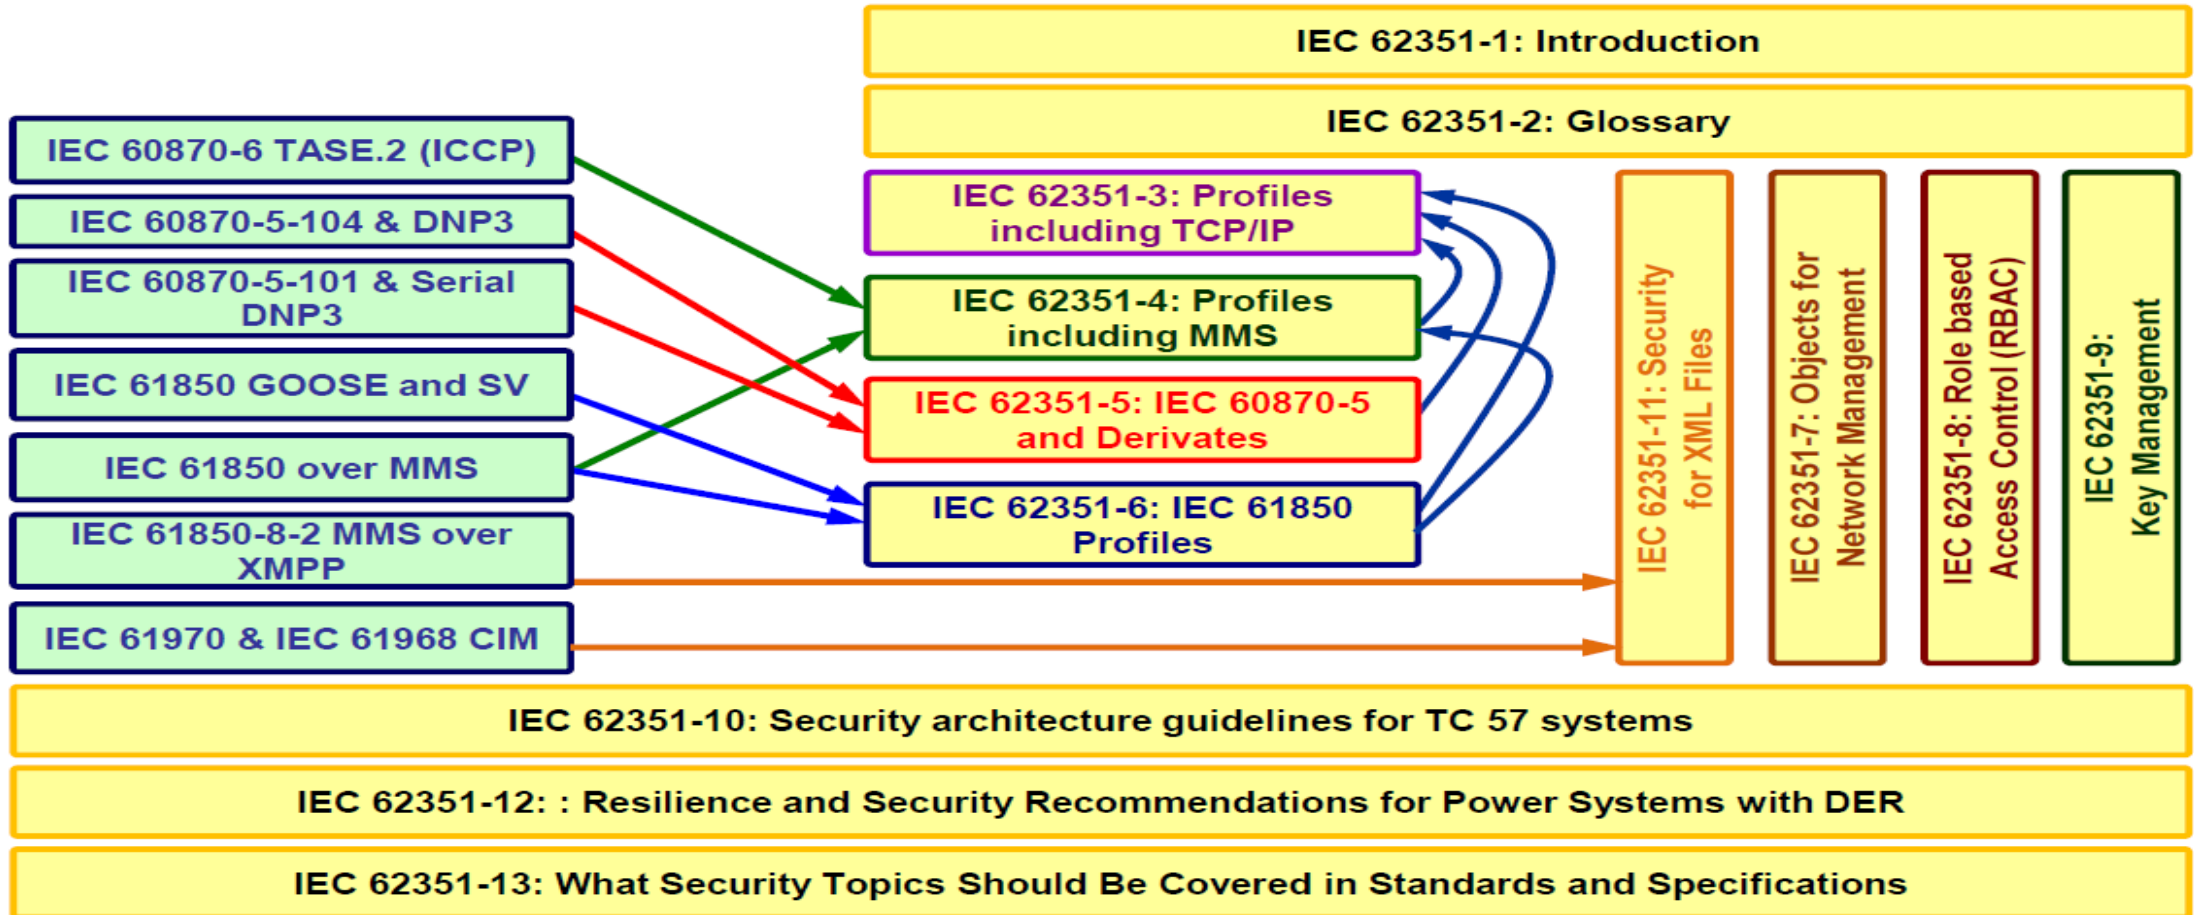 IEC 62351-1: Introduction
IEC 62351-2: Glossary
IEC 60870-6 TASE.2 (ICCP)
IEC 60870-5-104 & DNP3
IEC 60870-5-101 & Serial
DNP3
IEC 61850 GOOSE and SV
IEC 61850 over MMS
IEC 61850-8-2 MMS over
XMPP
IEC 61970 & IEC 61968 CIM
IEC 62351-3: Profiles
including TCP/IP
IEC 62351-4: Profiles
including MMS
IEC 62351-5: IEC 60870-5
and Derivates
IEC 62351-6: IEC 61850
Profiles
IEC 62351-11: Security
for XML Files
IEC 62351-7: Objects for
Network Management
IEC 62351-8: Role based
Access Control (RBAC)
IEC 62351-9:
Key Management
IEC 62351-10: Security architecture guidelines for TC 57 systems
IEC 62351-12: : Resilience and Security Recommendations for Power Systems with DER
IEC 62351-13: What Security Topics Should Be Covered in Standards and Specifications